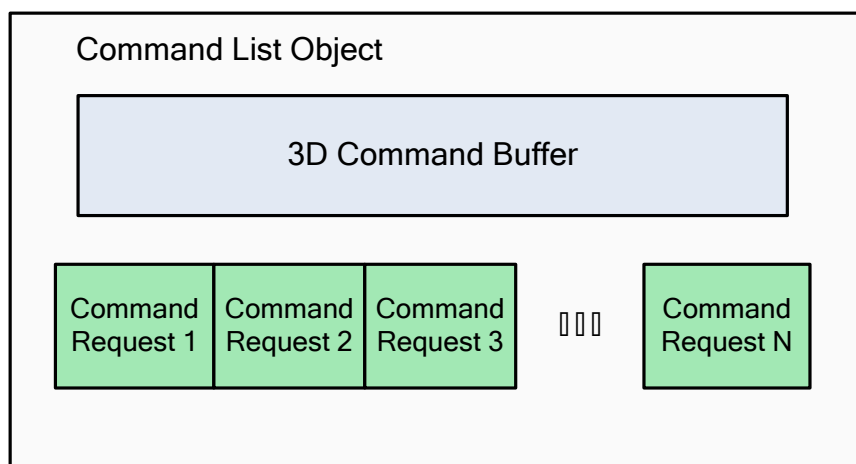 Command List Object
3D Command Buffer
Command Command Command Command
Request 1 Request 2 Request 3 Request N